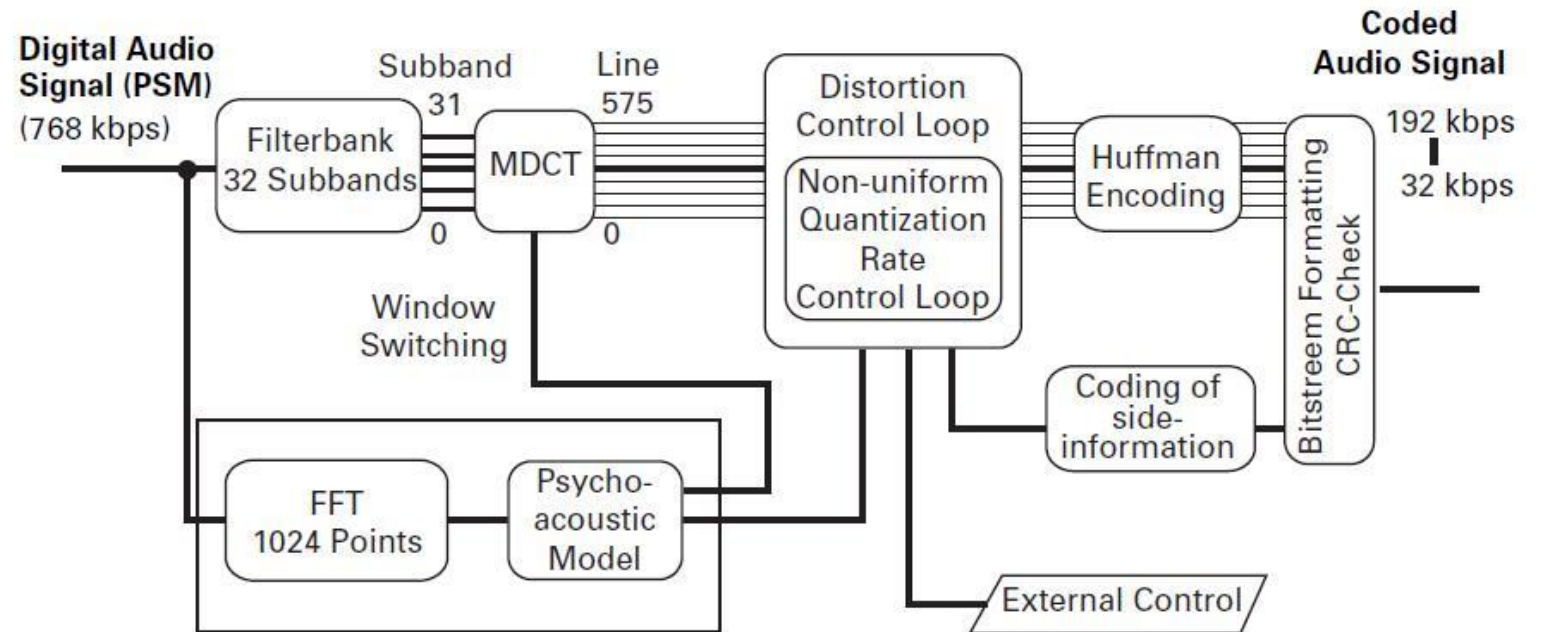 Digital Audio
Signal (PSM)
(768 kbps)
Filterbank
32 Subbands
Subband
31
0
MDCT
Line
575
0
Window
Switching
Distortion
Control Loop
Non-uniform
Quantization
Rate
Control Loop
Huffman
Encoding
Coded
Audio Signal
192 kbps
32 kbps
Bitstreem Formating
CRC-Check
Coding of
side-
information
FFT
1024 Points
Psycho-
acoustic
Model
External Control